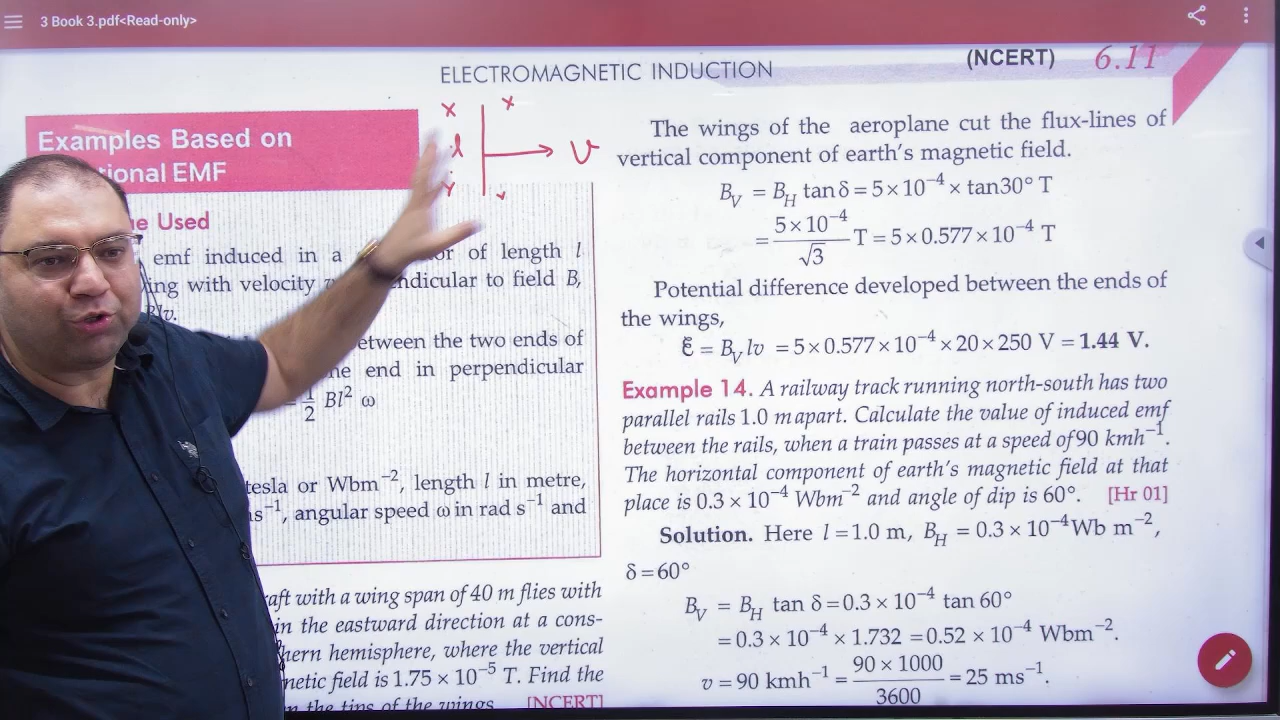 3 Book 3.pdf<Read-only>
ELECTROMAGNETIC INDUCTION
(NCERT) 6.11
Examples Based on
tional EMF
x x
l → v
Used
emf induced in a of length l
ing with velocity perpendicular to field B,
Blv.
etween the two ends of
end in perpendicular
1/2 Bl² ω
tesla or Wbm⁻², length l in metre,
s⁻¹, angular speed ω in rad s⁻¹ and
raft with a wing span of 40 m flies with
in the eastward direction at a cons-
hern hemisphere, where the vertical
netic field is 1.75 × 10⁻⁵ T. Find the
n the tips of the wings. [NCERT]
The wings of the aeroplane cut the flux-lines of
vertical component of earth's magnetic field.
B_V = B_H tan δ = 5 × 10⁻⁴ × tan 30° T
= 5 × 10⁻⁴/√3 T = 5 × 0.577 × 10⁻⁴ T
Potential difference developed between the ends of
the wings,
ℰ = B_V lv = 5 × 0.577 × 10⁻⁴ × 20 × 250 V = 1.44 V.
Example 14. A railway track running north-south has two
parallel rails 1.0 m apart. Calculate the value of induced emf
between the rails, when a train passes at a speed of 90 kmh⁻¹.
The horizontal component of earth's magnetic field at that
place is 0.3 × 10⁻⁴ Wbm⁻² and angle of dip is 60°. [Hr 01]
Solution. Here l = 1.0 m, B_H = 0.3 × 10⁻⁴ Wb m⁻²,
δ = 60°
B_V = B_H tan δ = 0.3 × 10⁻⁴ tan 60°
= 0.3 × 10⁻⁴ × 1.732 = 0.52 × 10⁻⁴ Wbm⁻².
v = 90 kmh⁻¹ = 90 × 1000/3600 = 25 ms⁻¹.